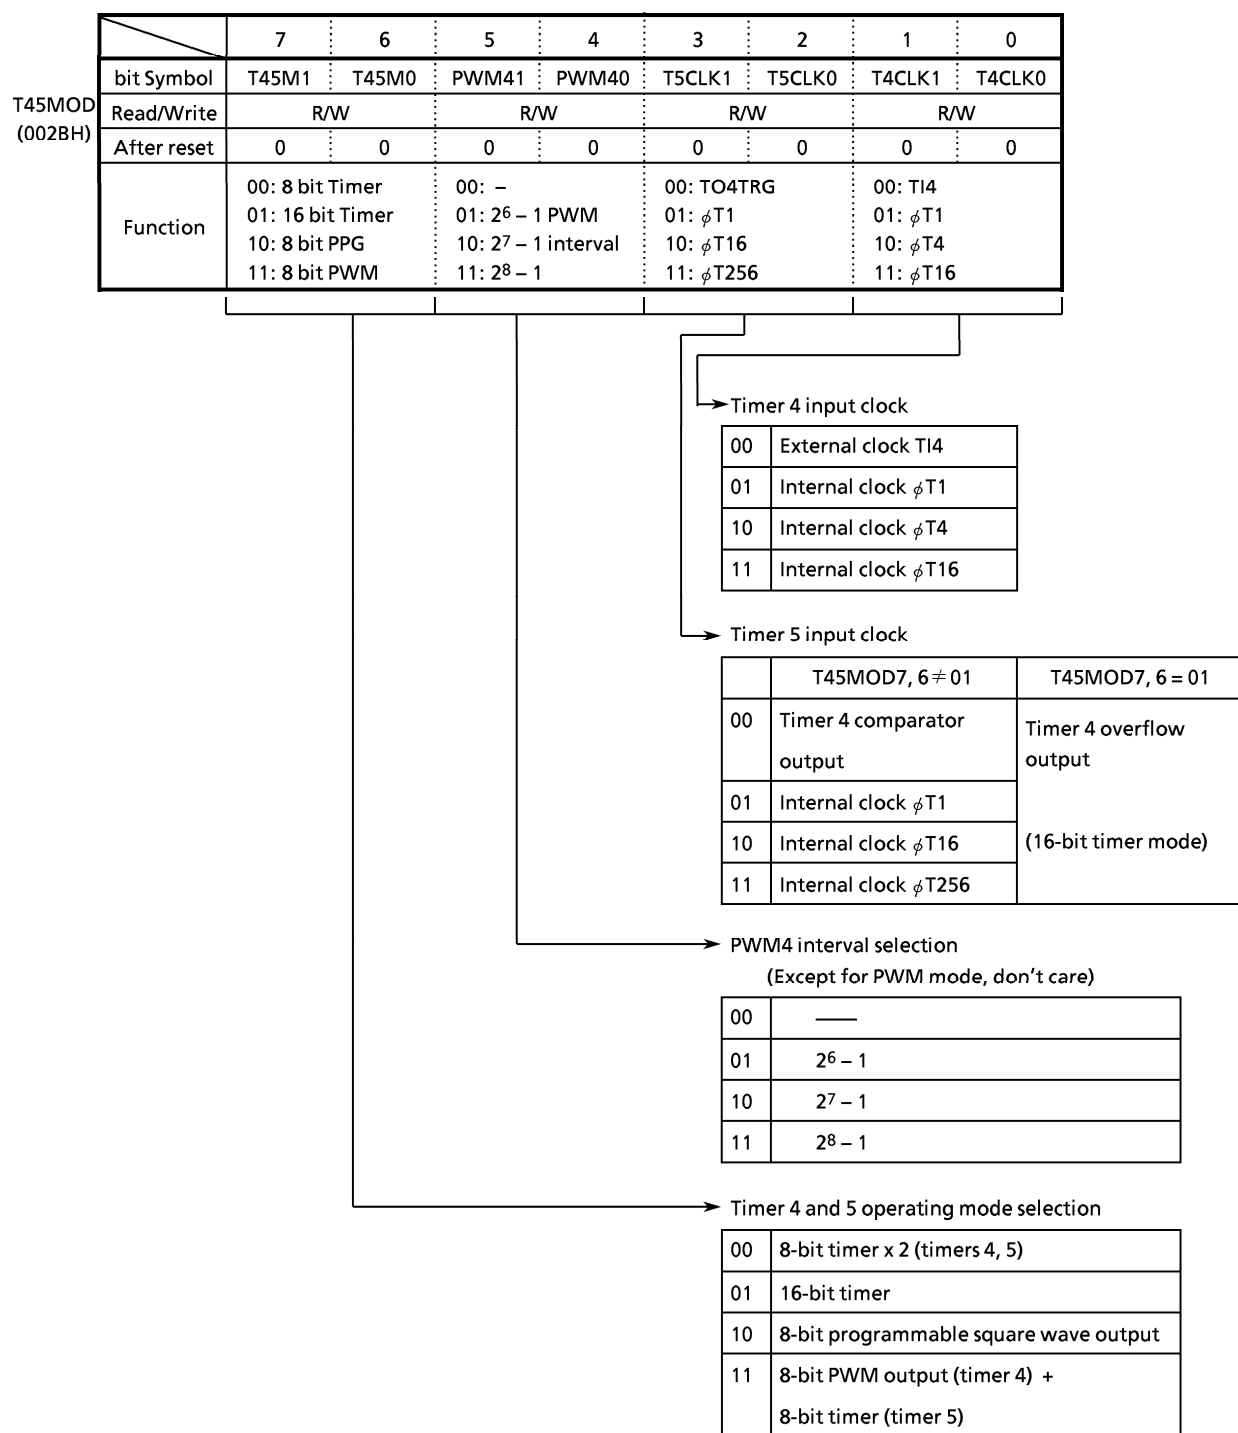 7 6 5 4 3 2 1 0
bit Symbol T45M1 T45M0 PWM41 PWM40 T5CLK1 T5CLK0 T4CLK1 T4CLK0
T45MOD
(002BH)
Read/Write R/W R/W R/W R/W
After reset 0 0 0 0 0 0 0 0
Function
00: 8 bit Timer 00: – 00: TO4TRG 00: TI4
01: 16 bit Timer 01: 2⁶ – 1 PWM 01: ϕT1 01: ϕT1
10: 8 bit PPG 10: 2⁷ – 1 interval 10: ϕT16 10: ϕT4
11: 8 bit PWM 11: 2⁸ – 1 11: ϕT256 11: ϕT16
Timer 4 input clock
00 External clock TI4
01 Internal clock ϕT1
10 Internal clock ϕT4
11 Internal clock ϕT16
Timer 5 input clock
T45MOD7, 6 ≠ 01 T45MOD7, 6 = 01
00 Timer 4 comparator
output
01 Internal clock ϕT1
10 Internal clock ϕT16
11 Internal clock ϕT256
Timer 4 overflow
output
(16-bit timer mode)
PWM4 interval selection
(Except for PWM mode, don't care)
00 —
01 2⁶ – 1
10 2⁷ – 1
11 2⁸ – 1
Timer 4 and 5 operating mode selection
00 8-bit timer x 2 (timers 4, 5)
01 16-bit timer
10 8-bit programmable square wave output
11 8-bit PWM output (timer 4) +
8-bit timer (timer 5)